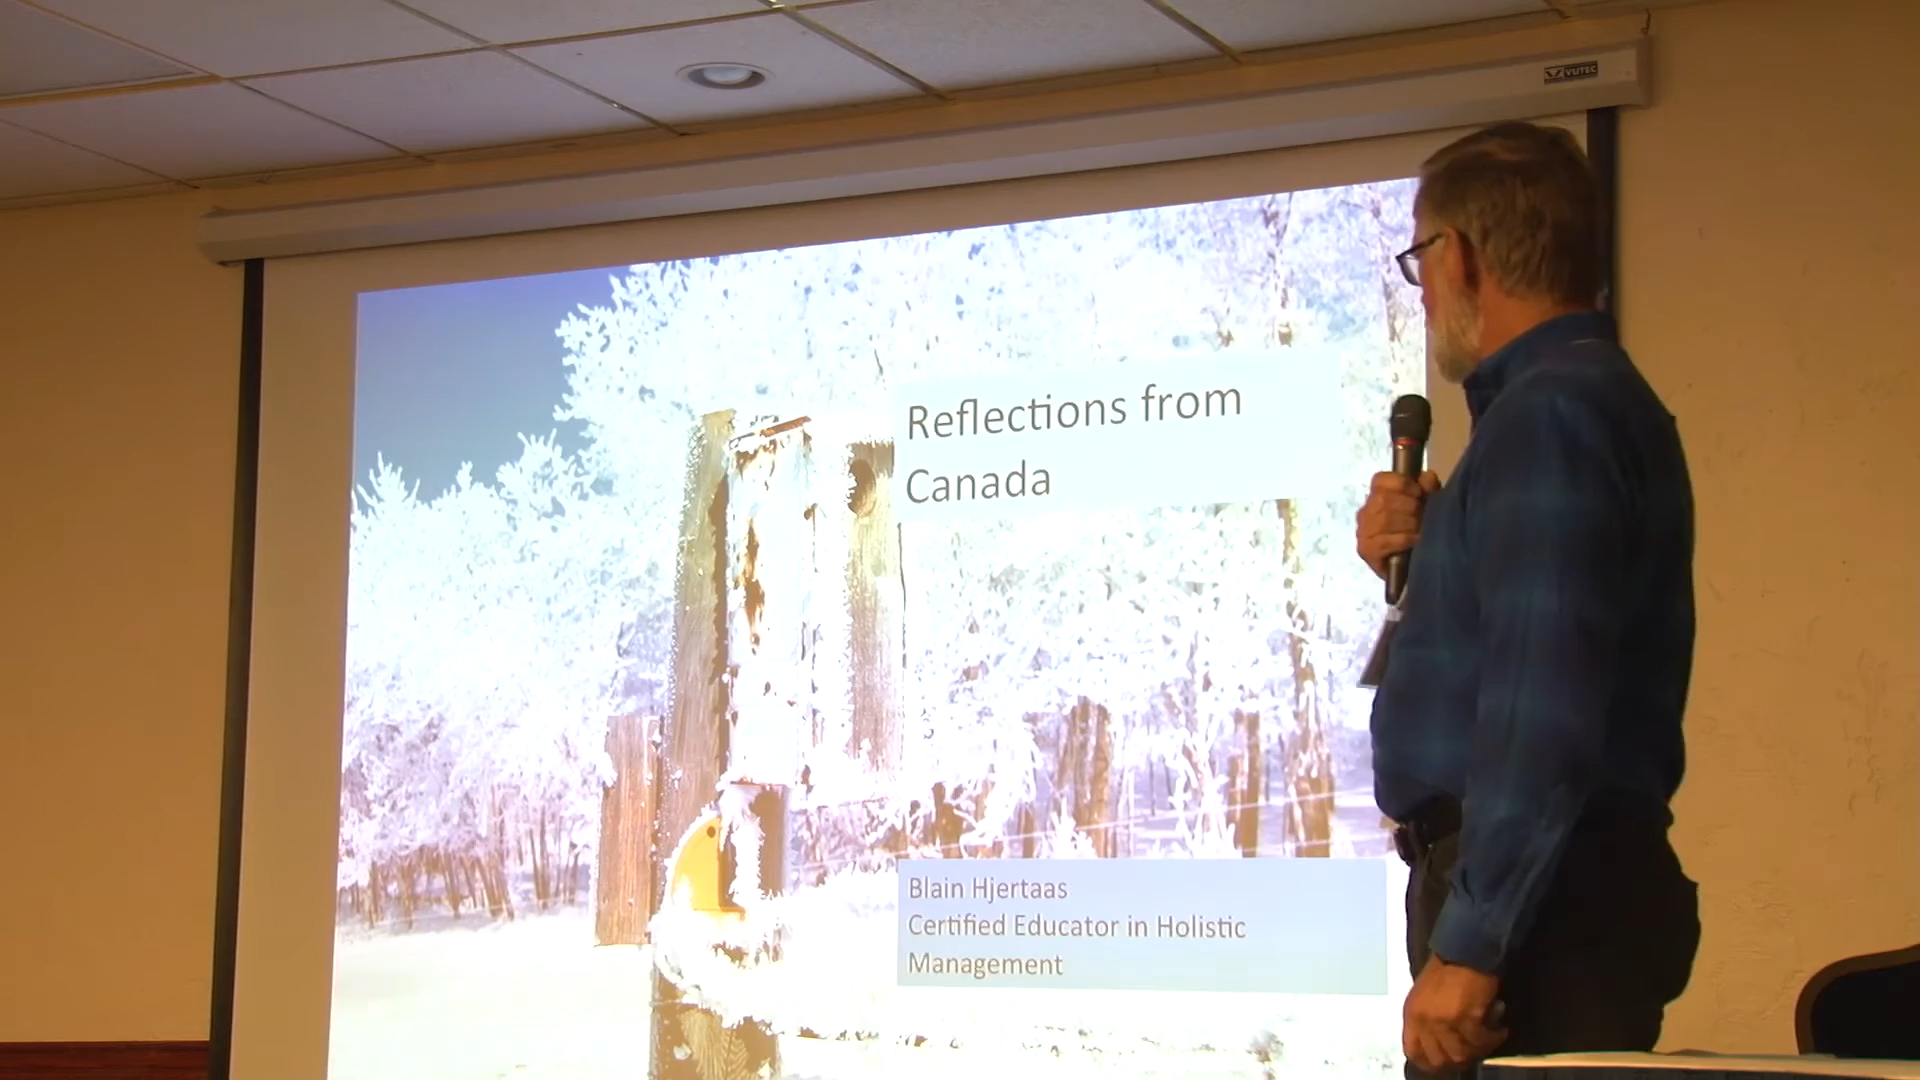 VUTEC
Reflections from
Canada
Blain Hjertaas
Certified Educator in Holistic
Management